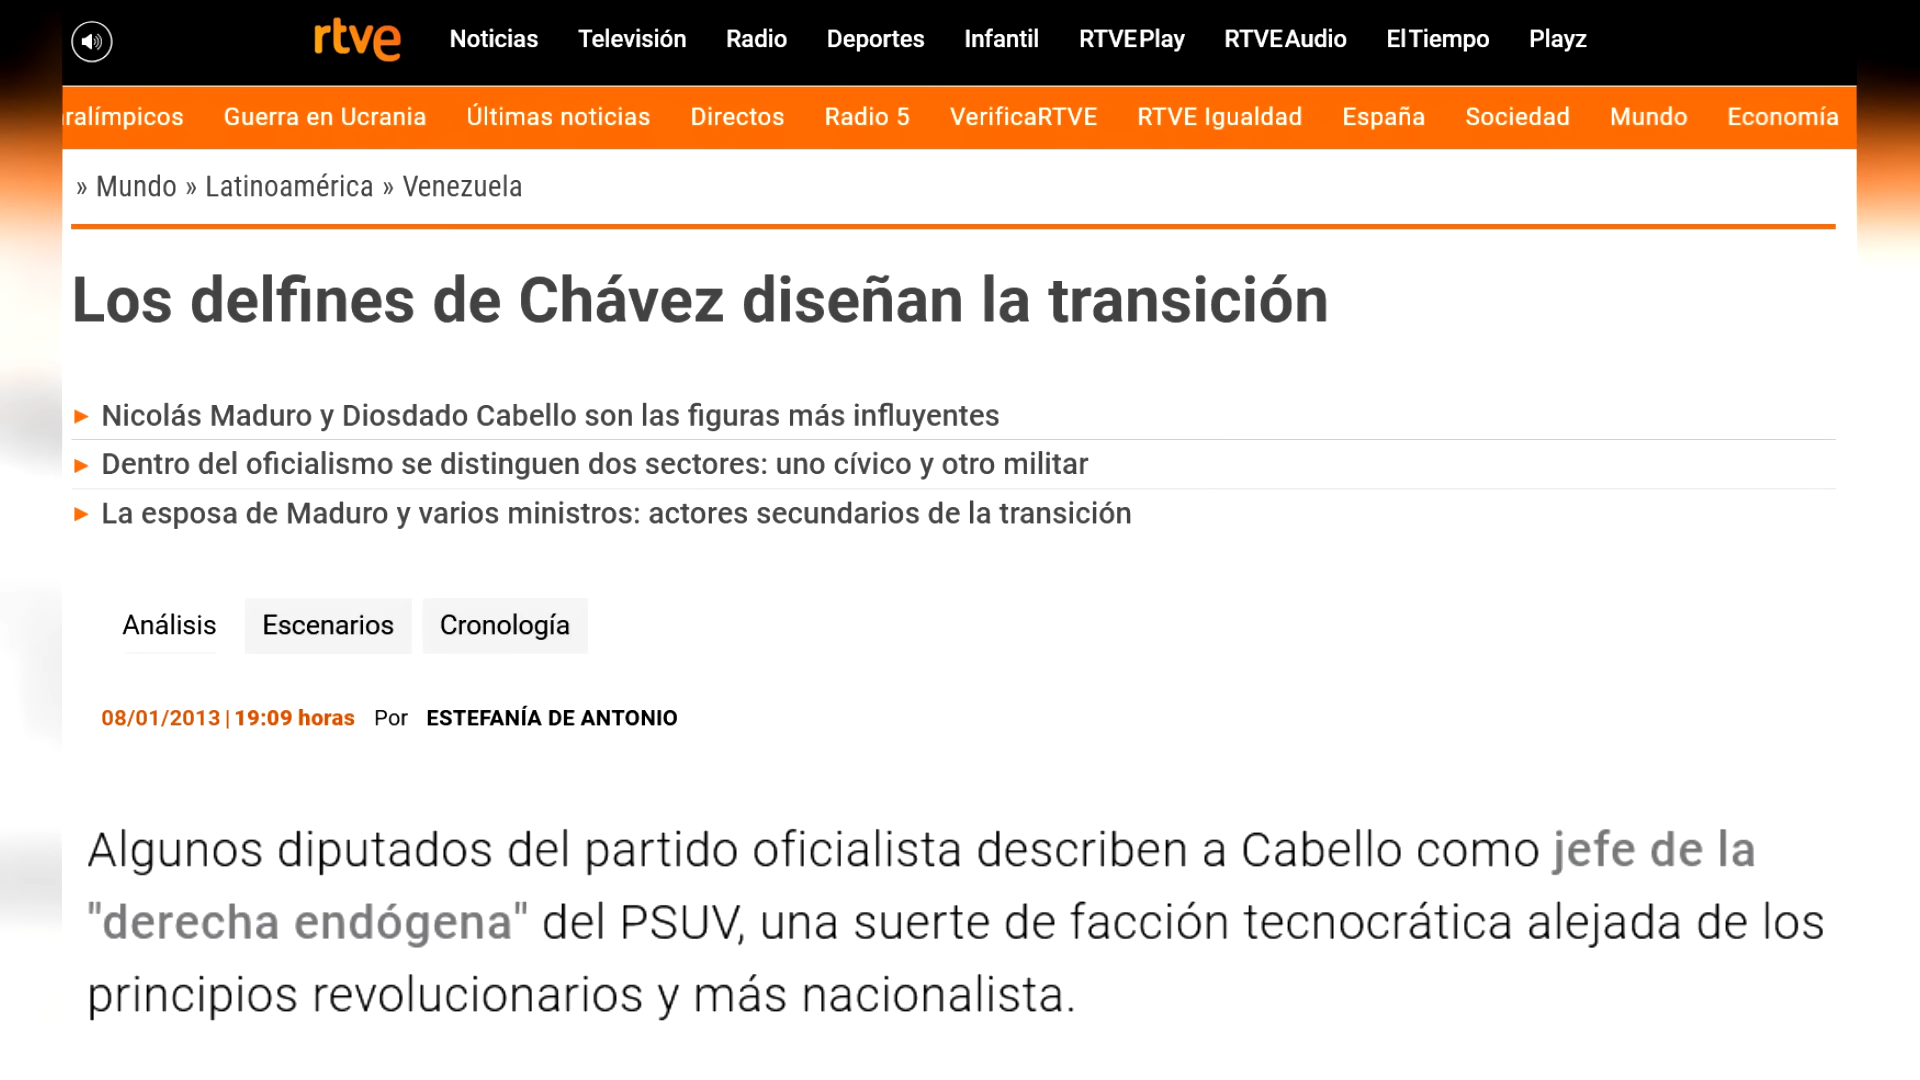 rtve Noticias Televisión Radio Deportes Infantil RTVEPlay RTVEAudio ElTiempo Playz
ralímpicos Guerra en Ucrania Últimas noticias Directos Radio 5 VerificaRTVE RTVE Igualdad España Sociedad Mundo Economía
» Mundo » Latinoamérica » Venezuela
Los delfines de Chávez diseñan la transición
Nicolás Maduro y Diosdado Cabello son las figuras más influyentes
Dentro del oficialismo se distinguen dos sectores: uno cívico y otro militar
La esposa de Maduro y varios ministros: actores secundarios de la transición
Análisis Escenarios Cronología
08/01/2013 | 19:09 horas Por ESTEFANÍA DE ANTONIO
Algunos diputados del partido oficialista describen a Cabello como jefe de la
"derecha endógena" del PSUV, una suerte de facción tecnocrática alejada de los
principios revolucionarios y más nacionalista.